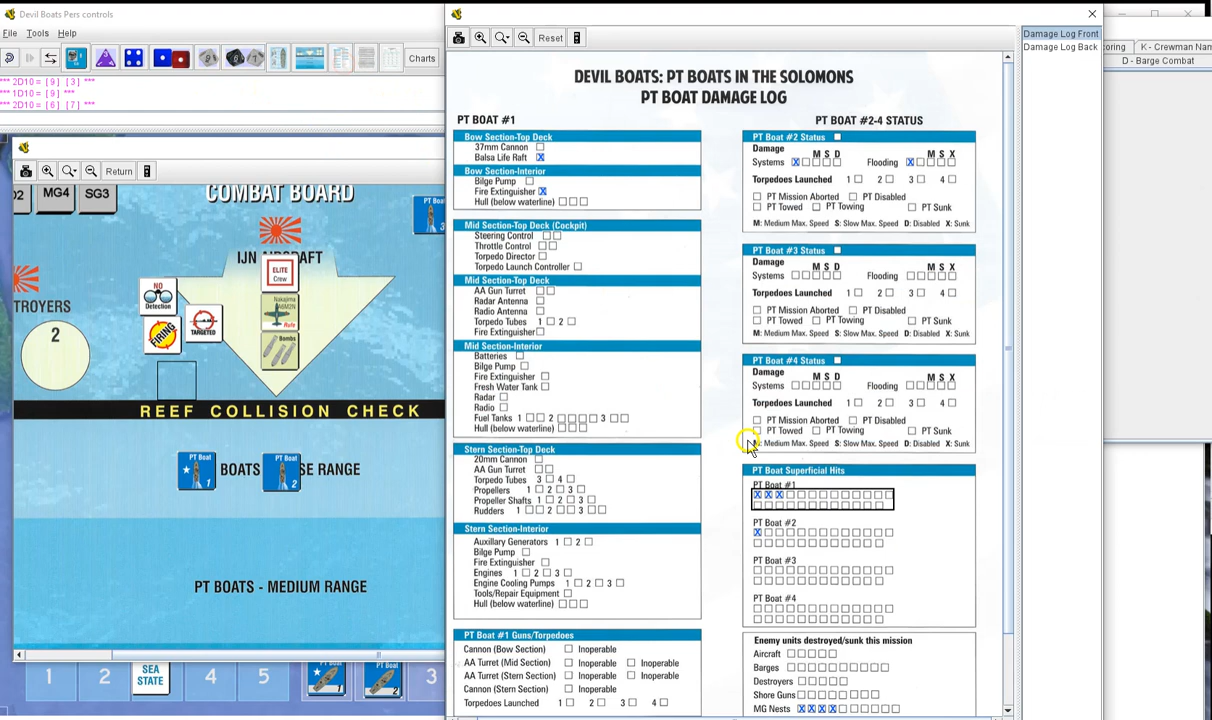 Devil Boats Pers controls
File Tools Help
Charts
*** 2D10 = [ 9 ] [ 3 ] ***
*** 1D10 = [ 9 ] ***
*** 2D10 = [ 6 ] [ 7 ] ***
Return
MG4 SG3
COMBAT BOARD
IJN AIRCRAFT
ELITE
Crew
NO
Detection
Nakajima
A6M2N
Rufe
TROYERS
2
FIRING
TARGETED
Bombs
REEF COLLISION CHECK
PT Boat
1
PT Boat
2
BOATS
SE RANGE
PT BOATS - MEDIUM RANGE
1 2 SEA STATE 4 5 3
Reset
Damage Log Front
Damage Log Back
oring
K - Crewman Nam
D - Barge Combat
DEVIL BOATS: PT BOATS IN THE SOLOMONS
PT BOAT DAMAGE LOG
PT BOAT #1
Bow Section-Top Deck
37mm Cannon
Balsa Life Raft X
Bow Section-Interior
Bilge Pump
Fire Extinguisher X
Hull (below waterline)
Mid Section-Top Deck (Cockpit)
Steering Control
Throttle Control
Torpedo Director
Torpedo Launch Controller
Mid Section-Top Deck
AA Gun Turret
Radar Antenna
Radio Antenna
Torpedo Tubes 1 2
Fire Extinguisher
Mid Section-Interior
Batteries
Bilge Pump
Fire Extinguisher
Fresh Water Tank
Radar
Radio
Fuel Tanks 1 2 3
Hull (below waterline)
Stern Section-Top Deck
20mm Cannon
AA Gun Turret
Torpedo Tubes 3 4
Propellers 1 2 3
Propeller Shafts 1 2 3
Rudders 1 2 3
Stern Section-Interior
Auxillary Generators 1 2
Bilge Pump
Fire Extinguisher
Engines 1 2 3
Engine Cooling Pumps 1 2 3
Tools/Repair Equipment
Hull (below waterline)
PT Boat #1 Guns/Torpedoes
Cannon (Bow Section) Inoperable
AA Turret (Mid Section) Inoperable Inoperable
AA Turret (Stern Section) Inoperable Inoperable
Cannon (Stern Section) Inoperable
Torpedoes Launched 1 2 3 4
PT BOAT #2-4 STATUS
PT Boat #2 Status
Damage M S D M S X
Systems X Flooding X
Torpedoes Launched 1 2 3 4
PT Mission Aborted PT Disabled
PT Towed PT Towing PT Sunk
M: Medium Max. Speed S: Slow Max. Speed D: Disabled X: Sunk
PT Boat #3 Status
Damage M S D M S X
Systems Flooding
Torpedoes Launched 1 2 3 4
PT Mission Aborted PT Disabled
PT Towed PT Towing PT Sunk
M: Medium Max. Speed S: Slow Max. Speed D: Disabled X: Sunk
PT Boat #4 Status
Damage M S D M S X
Systems Flooding
Torpedoes Launched 1 2 3 4
PT Mission Aborted PT Disabled
PT Towed PT Towing PT Sunk
M: Medium Max. Speed S: Slow Max. Speed D: Disabled X: Sunk
PT Boat Superficial Hits
PT Boat #1
X X X
PT Boat #2
X
PT Boat #3
PT Boat #4
Enemy units destroyed/sunk this mission
Aircraft
Barges
Destroyers
Shore Guns
MG Nests X X X X